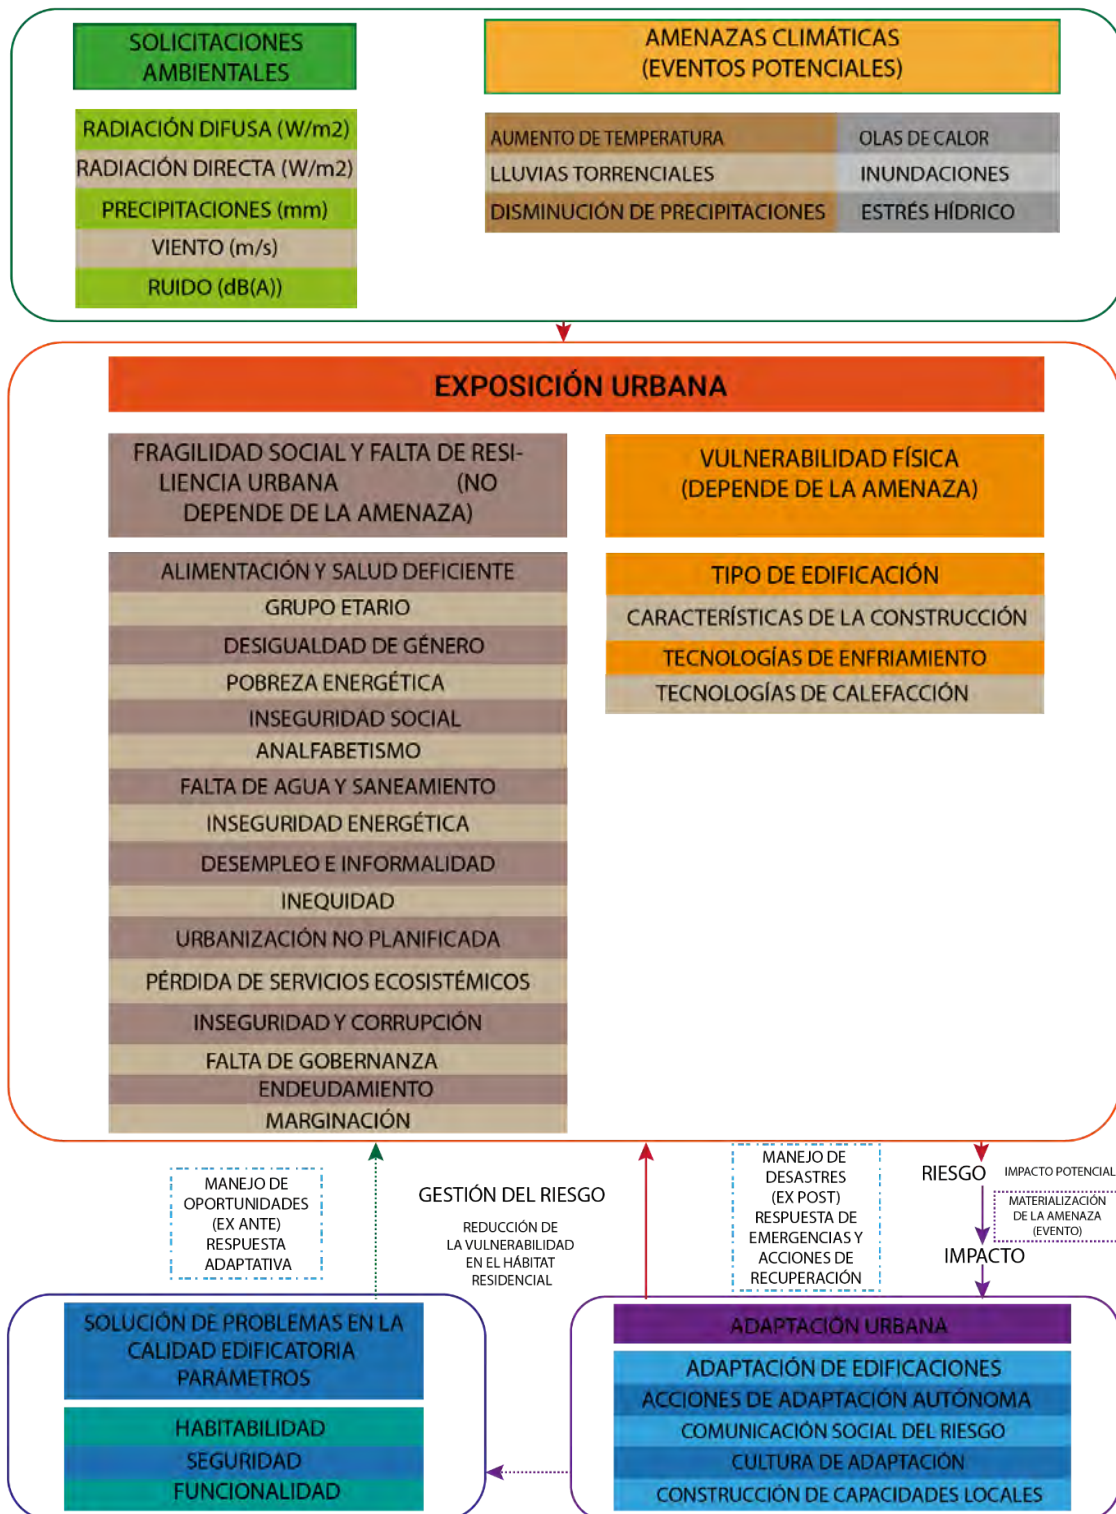 SOLICITACIONES
AMBIENTALES
RADIACIÓN DIFUSA (W/m2)
RADIACIÓN DIRECTA (W/m2)
PRECIPITACIONES (mm)
VIENTO (m/s)
RUIDO (dB(A))
AMENAZAS CLIMÁTICAS
(EVENTOS POTENCIALES)
AUMENTO DE TEMPERATURA
OLAS DE CALOR
LLUVIAS TORRENCIALES
INUNDACIONES
DISMINUCIÓN DE PRECIPITACIONES
ESTRÉS HÍDRICO
EXPOSICIÓN URBANA
FRAGILIDAD SOCIAL Y FALTA DE RESI-
LIENCIA URBANA (NO
DEPENDE DE LA AMENAZA)
ALIMENTACIÓN Y SALUD DEFICIENTE
GRUPO ETARIO
DESIGUALDAD DE GÉNERO
POBREZA ENERGÉTICA
INSEGURIDAD SOCIAL
ANALFABETISMO
FALTA DE AGUA Y SANEAMIENTO
INSEGURIDAD ENERGÉTICA
DESEMPLEO E INFORMALIDAD
INEQUIDAD
URBANIZACIÓN NO PLANIFICADA
PÉRDIDA DE SERVICIOS ECOSISTÉMICOS
INSEGURIDAD Y CORRUPCIÓN
FALTA DE GOBERNANZA
ENDEUDAMIENTO
MARGINACIÓN
VULNERABILIDAD FÍSICA
(DEPENDE DE LA AMENAZA)
TIPO DE EDIFICACIÓN
CARACTERÍSTICAS DE LA CONSTRUCCIÓN
TECNOLOGÍAS DE ENFRIAMIENTO
TECNOLOGÍAS DE CALEFACCIÓN
MANEJO DE
OPORTUNIDADES
(EX ANTE)
RESPUESTA
ADAPTATIVA
GESTIÓN DEL RIESGO
REDUCCIÓN DE
LA VULNERABILIDAD
EN EL HÁBITAT
RESIDENCIAL
MANEJO DE
DESASTRES
(EX POST)
RESPUESTA DE
EMERGENCIAS Y
ACCIONES DE
RECUPERACIÓN
RIESGO
IMPACTO POTENCIAL
MATERIALIZACIÓN
DE LA AMENAZA
(EVENTO)
IMPACTO
SOLUCIÓN DE PROBLEMAS EN LA
CALIDAD EDIFICATORIA
PARÁMETROS
HABITABILIDAD
SEGURIDAD
FUNCIONALIDAD
ADAPTACIÓN URBANA
ADAPTACIÓN DE EDIFICACIONES
ACCIONES DE ADAPTACIÓN AUTÓNOMA
COMUNICACIÓN SOCIAL DEL RIESGO
CULTURA DE ADAPTACIÓN
CONSTRUCCIÓN DE CAPACIDADES LOCALES